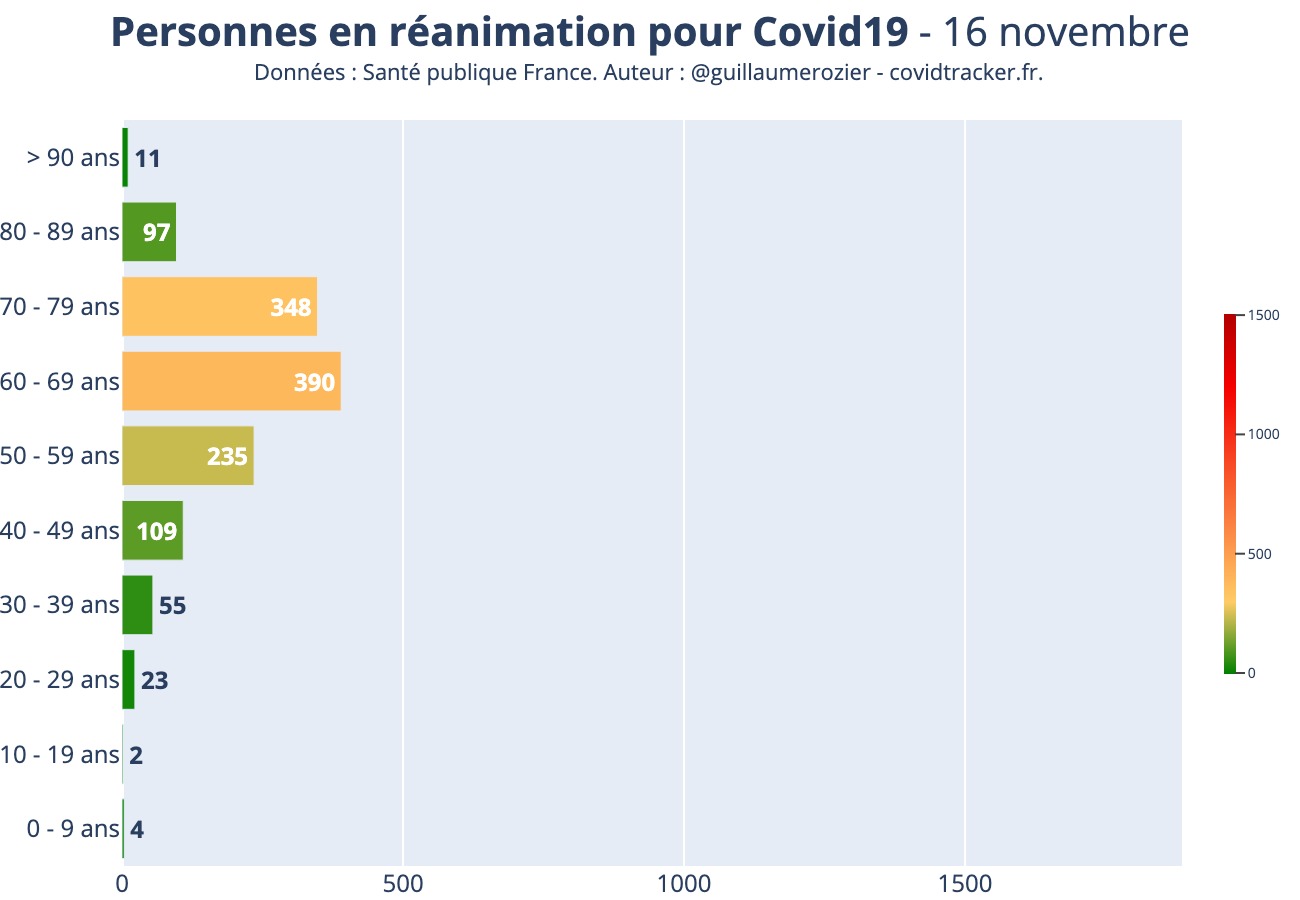 Personnes en réanimation pour Covid19 - 16 novembre
Données : Santé publique France. Auteur : @guillaumerozier - covidtracker.fr.
> 90 ans 11
80 - 89 ans 97
70 - 79 ans 348
60 - 69 ans 390
50 - 59 ans 235
40 - 49 ans 109
30 - 39 ans 55
20 - 29 ans 23
10 - 19 ans 2
0 - 9 ans 4
0 500 1000 1500
1500
1000
500
0